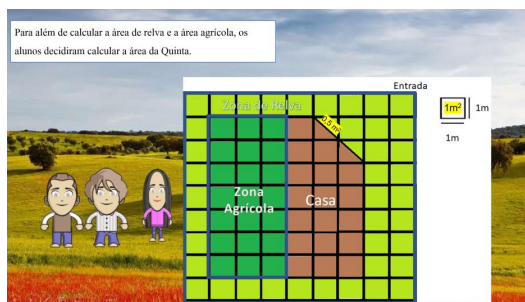 Para além de calcular a área de relva e a área agrícola, os
alunos decidiram calcular a área da Quinta.
Entrada
Zona de Relva
0,5 m²
1m²
1m
1m
Zona
Agrícola
Casa